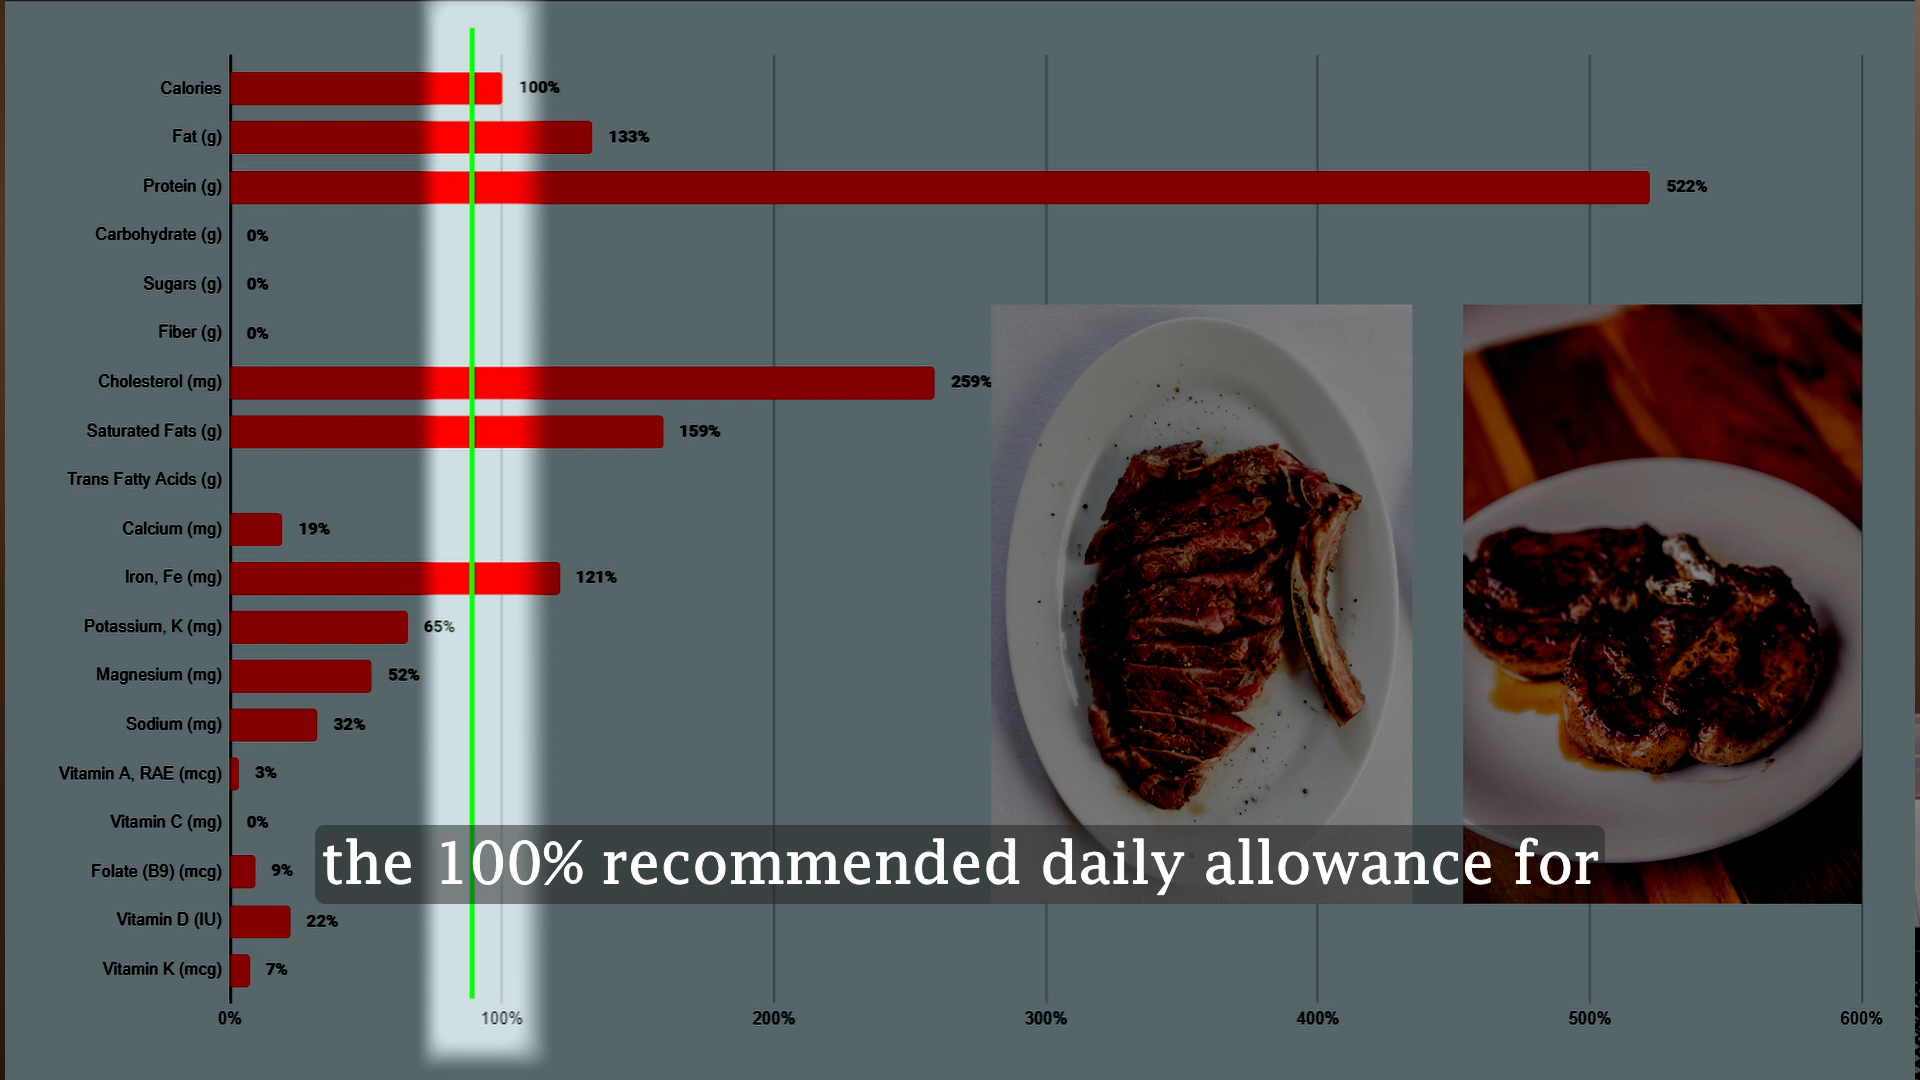 Calories 100%
Fat (g) 133%
Protein (g) 522%
Carbohydrate (g) 0%
Sugars (g) 0%
Fiber (g) 0%
Cholesterol (mg) 259%
Saturated Fats (g) 159%
Trans Fatty Acids (g)
Calcium (mg) 19%
Iron, Fe (mg) 121%
Potassium, K (mg) 65%
Magnesium (mg) 52%
Sodium (mg) 32%
Vitamin A, RAE (mcg) 3%
Vitamin C (mg) 0%
the 100% recommended daily allowance for
Folate (B9) (mcg) 9%
Vitamin D (IU) 22%
Vitamin K (mcg) 7%
0% 100% 200% 300% 400% 500% 600%